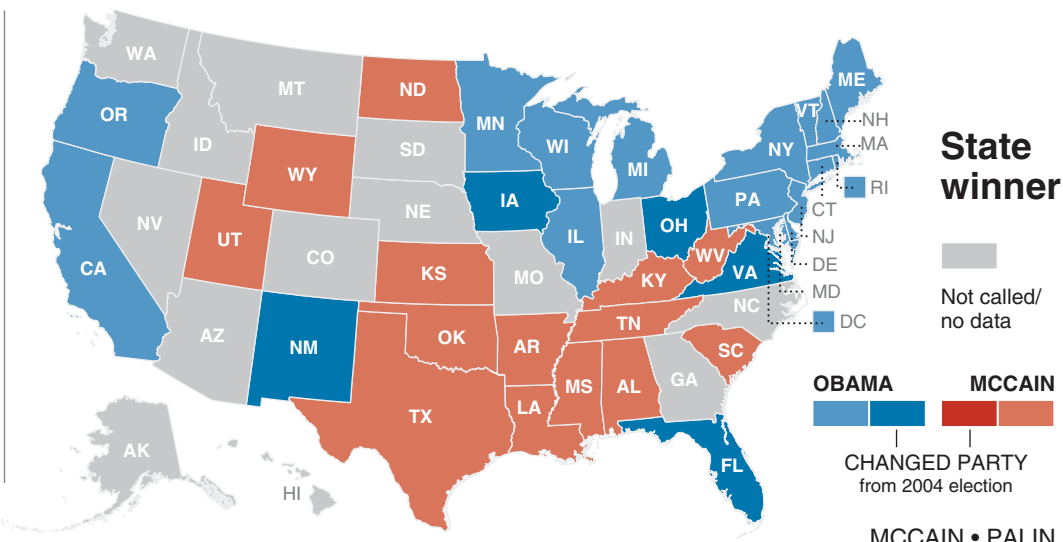 WA
MT
ND
MN
ME
VT
NH
OR
ID
SD
WI
MI
NY
MA
WY
RI
IA
PA
NV
UT
NE
IL
IN
OH
CT
NJ
CA
CO
KS
MO
WV
VA
DE
KY
MD
NC
DC
AZ
NM
OK
AR
TN
SC
TX
LA
MS
AL
GA
FL
AK
HI
State
winner
Not called/
no data
OBAMA MCCAIN
CHANGED PARTY
from 2004 election
MCCAIN • PALIN